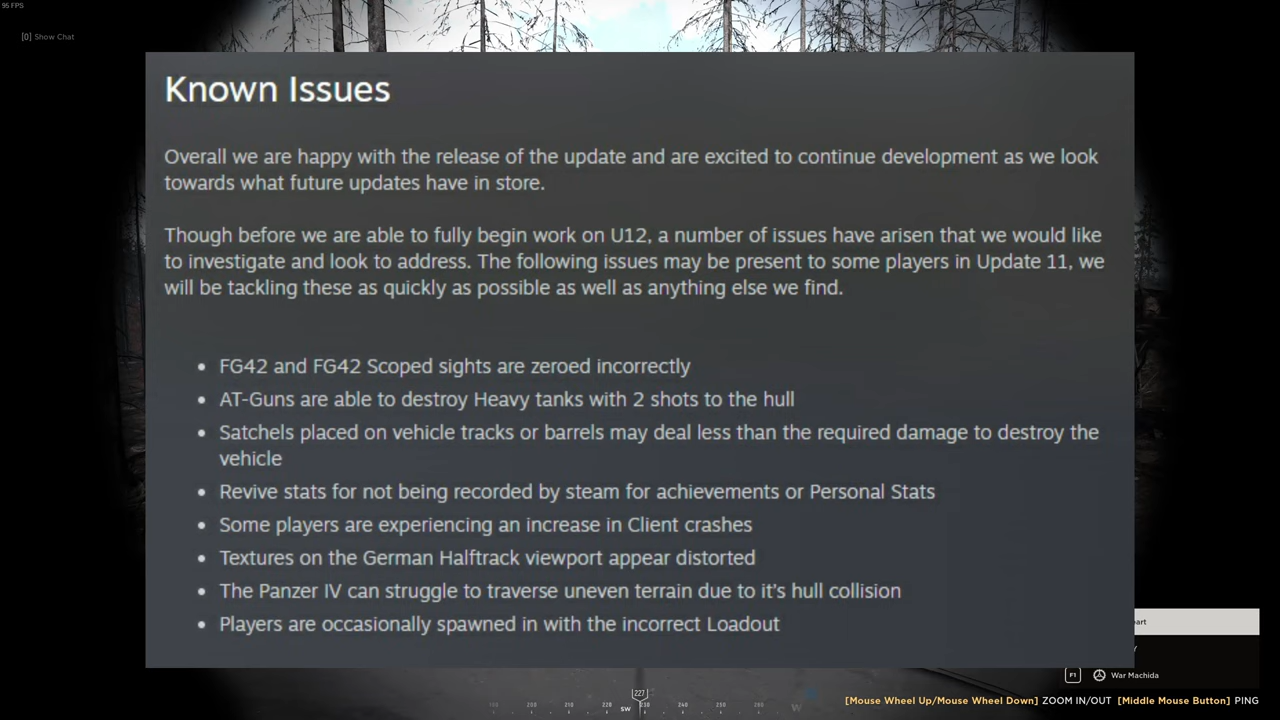 95 FPS
[0] Show Chat
Known Issues
Overall we are happy with the release of the update and are excited to continue development as we look
towards what future updates have in store.
Though before we are able to fully begin work on U12, a number of issues have arisen that we would like
to investigate and look to address. The following issues may be present to some players in Update 11, we
will be tackling these as quickly as possible as well as anything else we find.
• FG42 and FG42 Scoped sights are zeroed incorrectly
• AT-Guns are able to destroy Heavy tanks with 2 shots to the hull
• Satchels placed on vehicle tracks or barrels may deal less than the required damage to destroy the
vehicle
• Revive stats for not being recorded by steam for achievements or Personal Stats
• Some players are experiencing an increase in Client crashes
• Textures on the German Halftrack viewport appear distorted
• The Panzer IV can struggle to traverse uneven terrain due to it's hull collision
• Players are occasionally spawned in with the incorrect Loadout
F1 War Machida
227
200 210 220 SW 230 240 250 260 W
[Mouse Wheel Up/Mouse Wheel Down] ZOOM IN/OUT [Middle Mouse Button] PING